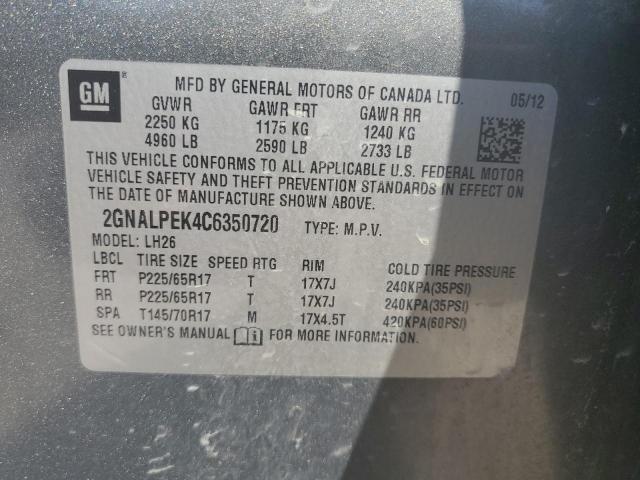 GM ®
MFD BY GENERAL MOTORS OF CANADA LTD. 05/12
GVWR GAWR FRT GAWR RR
2250 KG 1175 KG 1240 KG
4960 LB 2590 LB 2733 LB
THIS VEHICLE CONFORMS TO ALL APPLICABLE U.S. FEDERAL MOTOR
VEHICLE SAFETY AND THEFT PREVENTION STANDARDS IN EFFECT ON
THE DATE OF MANUFACTURE SHOWN ABOVE.
2GNALPEK4C6350720 TYPE: M.P.V.
MODEL: LH26
LBCL TIRE SIZE SPEED RTG RIM COLD TIRE PRESSURE
FRT P225/65R17 T 17X7J 240KPA(35PSI)
RR P225/65R17 T 17X7J 240KPA(35PSI)
SPA T145/70R17 M 17X4.5T 420KPA(60PSI)
SEE OWNER'S MANUAL FOR MORE INFORMATION.